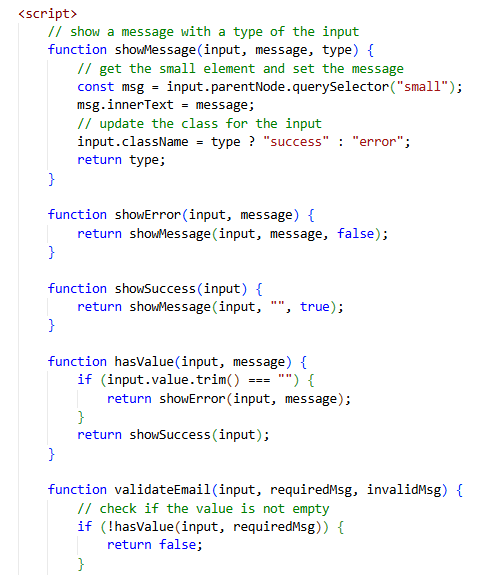 <script>
// show a message with a type of the input
function showMessage(input, message, type) {
// get the small element and set the message
const msg = input.parentNode.querySelector("small");
msg.innerText = message;
// update the class for the input
input.className = type ? "success" : "error";
return type;
}
function showError(input, message) {
return showMessage(input, message, false);
}
function showSuccess(input) {
return showMessage(input, "", true);
}
function hasValue(input, message) {
if (input.value.trim() === "") {
return showError(input, message);
}
return showSuccess(input);
}
function validateEmail(input, requiredMsg, invalidMsg) {
// check if the value is not empty
if (!hasValue(input, requiredMsg)) {
return false;
}